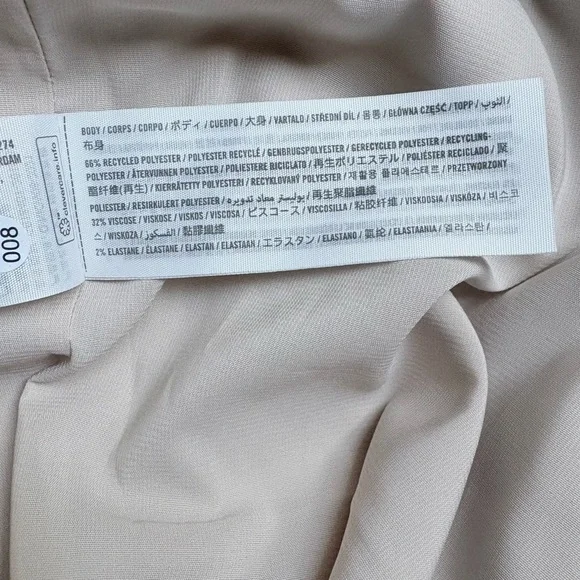 BODY / CORPS / CORPO / ボディ / CUERPO / 大身 / VARTALO / STŘEDNÍ DÍL / 몸통 / GŁÓWNA CZĘŚĆ / TOPP / الثوب /
布身
66% RECYCLED POLYESTER / POLYESTER RECYCLÉ / GENBRUGSPOLYESTER / GERECYCLED POLYESTER / RECYCLING-
POLYESTER / ÅTERVUNNEN POLYESTER / POLIESTERE RICICLATO / 再生ポリエステル / POLIÉSTER RECICLADO / 聚
酯纤维(再生) / KIERRÄTETTY POLYESTERI / RECYKLOVANÝ POLYESTER / 재활용 폴리에스테르 / PRZETWORZONY
POLIESTER / RESIRKULERT POLYESTER / بوليستر معاد تدويره / 再生聚脂纖維
32% VISCOSE / VISKOSE / VISKOS / VISCOSA / ビスコース / VISCOSILLA / 粘胶纤维 / VISKOOSIA / VISKÓZA / 비스코
스 / WISKOZA / الفسكوز / 黏膠纖維
2% ELASTANE / ÉLASTANE / ELASTAN / ELASTAAN / エラスタン / ELASTANO / 氨纶 / ELASTAANIA / 엘라스탄 /
274
RDAM
clevercare.info
008